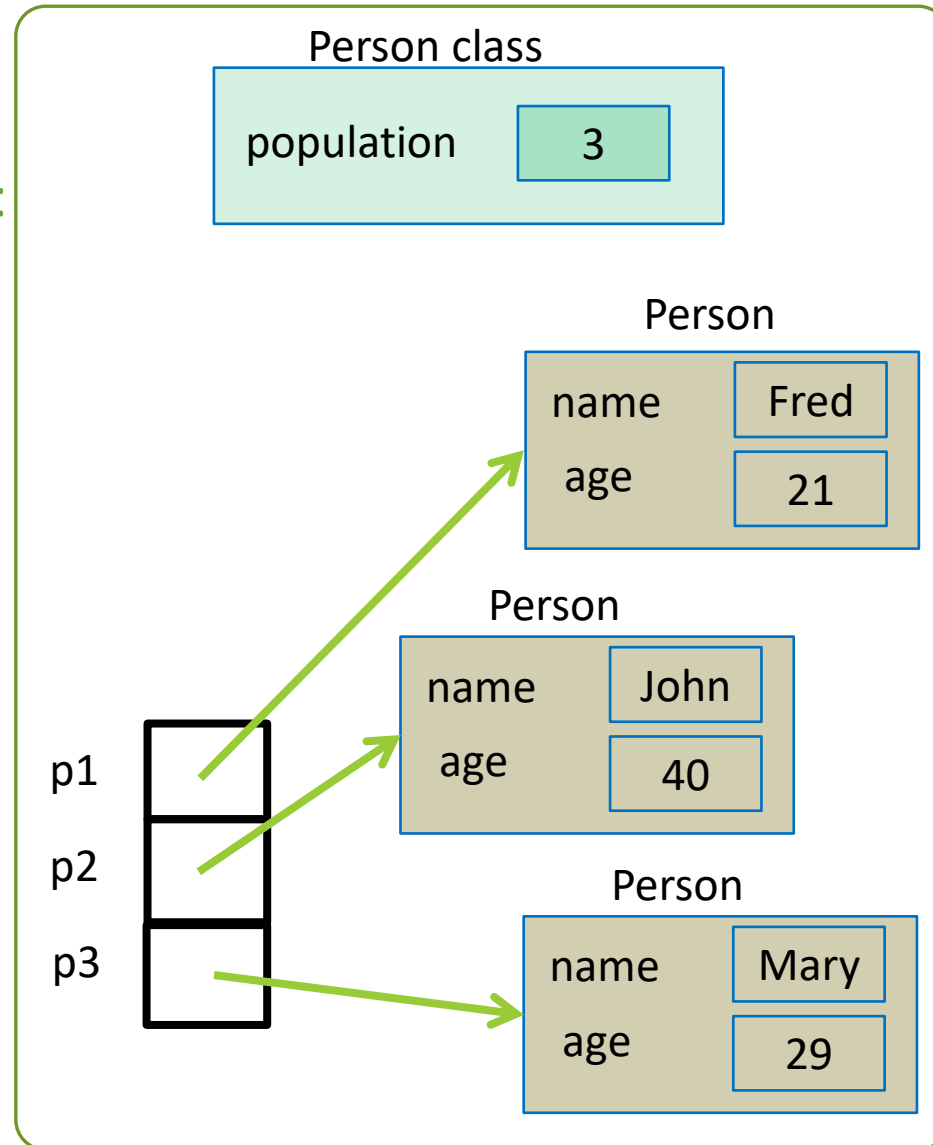 Person class
population 3
:
Person
name Fred
age 21
Person
name John
age 40
p1
p2
p3
Person
name Mary
age 29